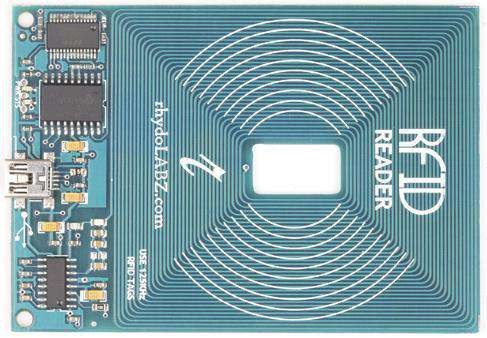 RFID
READER
i
rhydoLABZ.com
USE 125KHz
RFID TAGS